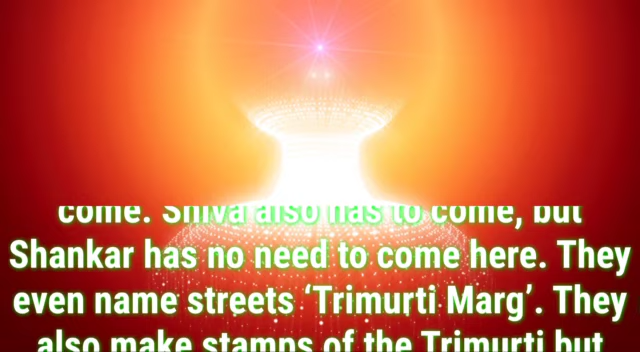 come. Shiva also has to come, but
Shankar has no need to come here. They
even name streets ‘Trimurti Marg’. They
also make stamps of the Trimurti but